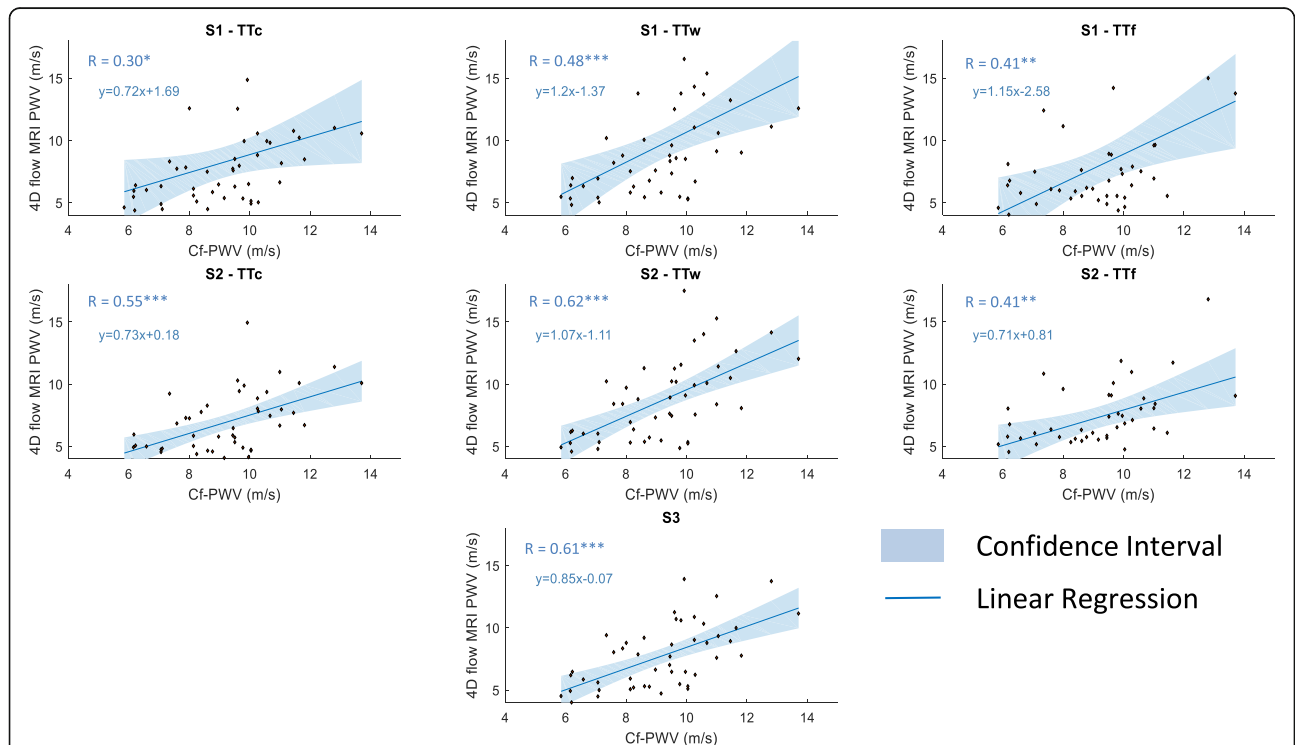 S1 - TTc
4D flow MRI PWV (m/s)
R = 0.30*
y=0.72x+1.69
15
10
5
4 6 8 10 12 14
Cf-PWV (m/s)
S1 - TTw
4D flow MRI PWV (m/s)
R = 0.48***
y=1.2x-1.37
15
10
5
4 6 8 10 12 14
Cf-PWV (m/s)
S1 - TTf
4D flow MRI PWV (m/s)
R = 0.41**
y=1.15x-2.58
15
10
5
4 6 8 10 12 14
Cf-PWV (m/s)
S2 - TTc
4D flow MRI PWV (m/s)
R = 0.55***
y=0.73x+0.18
15
10
5
4 6 8 10 12 14
Cf-PWV (m/s)
S2 - TTw
4D flow MRI PWV (m/s)
R = 0.62***
y=1.07x-1.11
15
10
5
4 6 8 10 12 14
Cf-PWV (m/s)
S2 - TTf
4D flow MRI PWV (m/s)
R = 0.41**
y=0.71x+0.81
15
10
5
4 6 8 10 12 14
Cf-PWV (m/s)
S3
4D flow MRI PWV (m/s)
R = 0.61***
y=0.85x-0.07
15
10
5
4 6 8 10 12 14
Cf-PWV (m/s)
Confidence Interval
Linear Regression